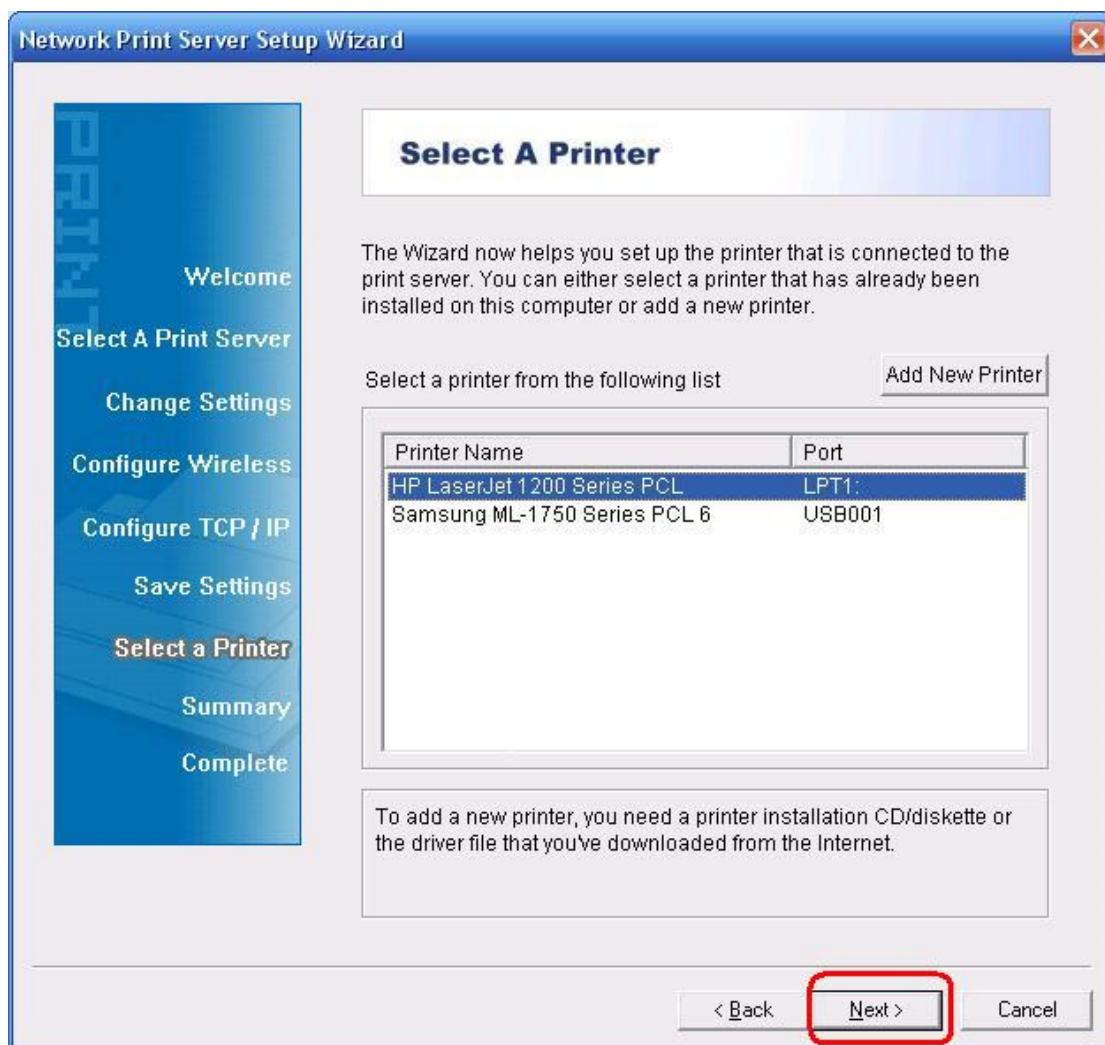 Network Print Server Setup Wizard
PRINT
Welcome
Select A Print Server
Change Settings
Configure Wireless
Configure TCP / IP
Save Settings
Select a Printer
Summary
Complete
Select A Printer
The Wizard now helps you set up the printer that is connected to the
print server. You can either select a printer that has already been
installed on this computer or add a new printer.
Select a printer from the following list
Add New Printer
Printer Name Port
HP LaserJet 1200 Series PCL LPT1:
Samsung ML-1750 Series PCL 6 USB001
To add a new printer, you need a printer installation CD/diskette or
the driver file that you've downloaded from the Internet.
< Back Next > Cancel